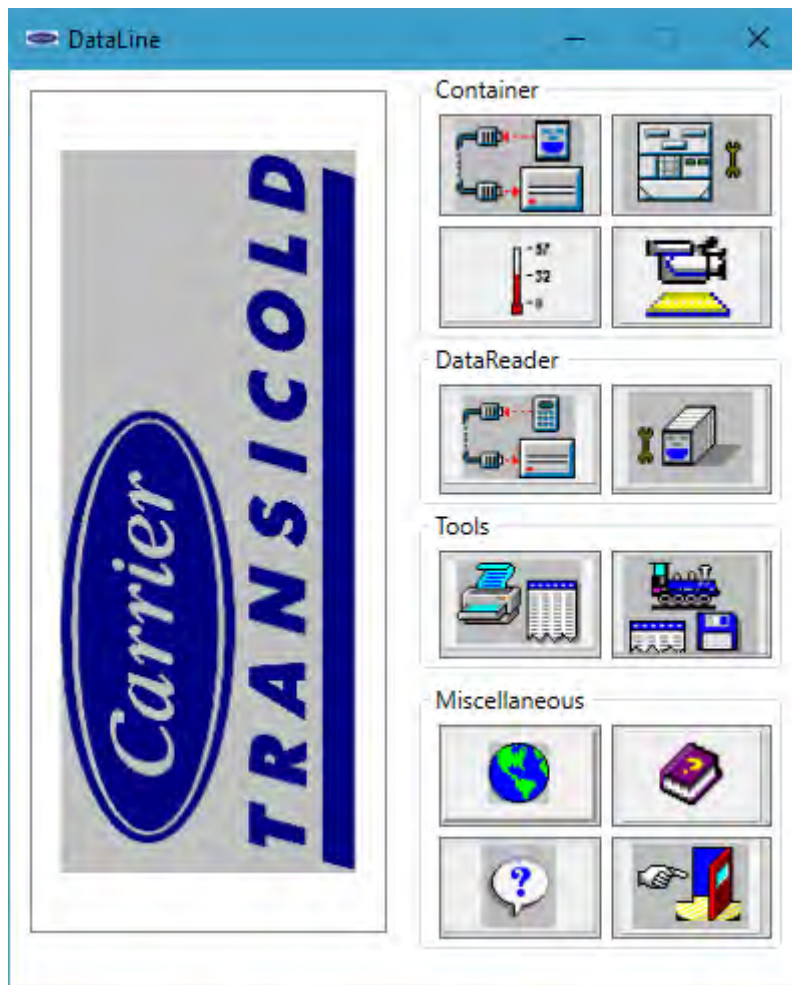 DataLine
Carrier
TRANSICOLD
Container
-57
-32
-0
DataReader
Tools
Miscellaneous
?
?